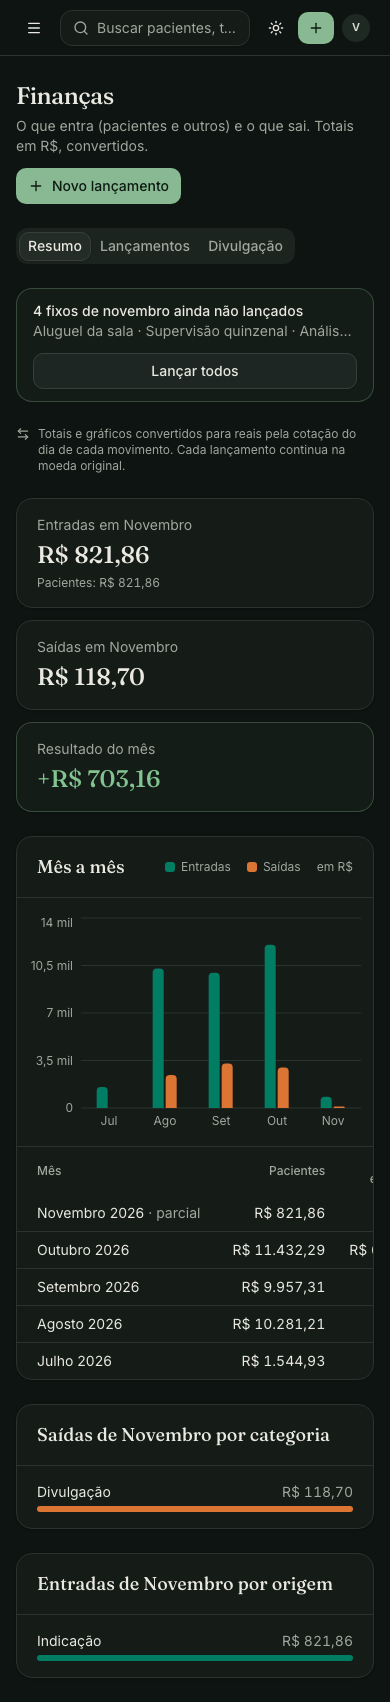 Buscar pacientes, t...
V
Finanças
O que entra (pacientes e outros) e o que sai. Totais
em R$, convertidos.
Novo lançamento
Resumo Lançamentos Divulgação
4 fixos de novembro ainda não lançados
Aluguel da sala · Supervisão quinzenal · Anális...
Lançar todos
Totais e gráficos convertidos para reais pela cotação do
dia de cada movimento. Cada lançamento continua na
moeda original.
Entradas em Novembro
R$ 821,86
Pacientes: R$ 821,86
Saídas em Novembro
R$ 118,70
Resultado do mês
+R$ 703,16
Mês a mês Entradas Saídas em R$
14 mil
10,5 mil
7 mil
3,5 mil
0
Jul Ago Set Out Nov
Mês Pacientes
Novembro 2026 · parcial R$ 821,86
Outubro 2026 R$ 11.432,29 R$
Setembro 2026 R$ 9.957,31
Agosto 2026 R$ 10.281,21
Julho 2026 R$ 1.544,93
Saídas de Novembro por categoria
Divulgação R$ 118,70
Entradas de Novembro por origem
Indicação R$ 821,86